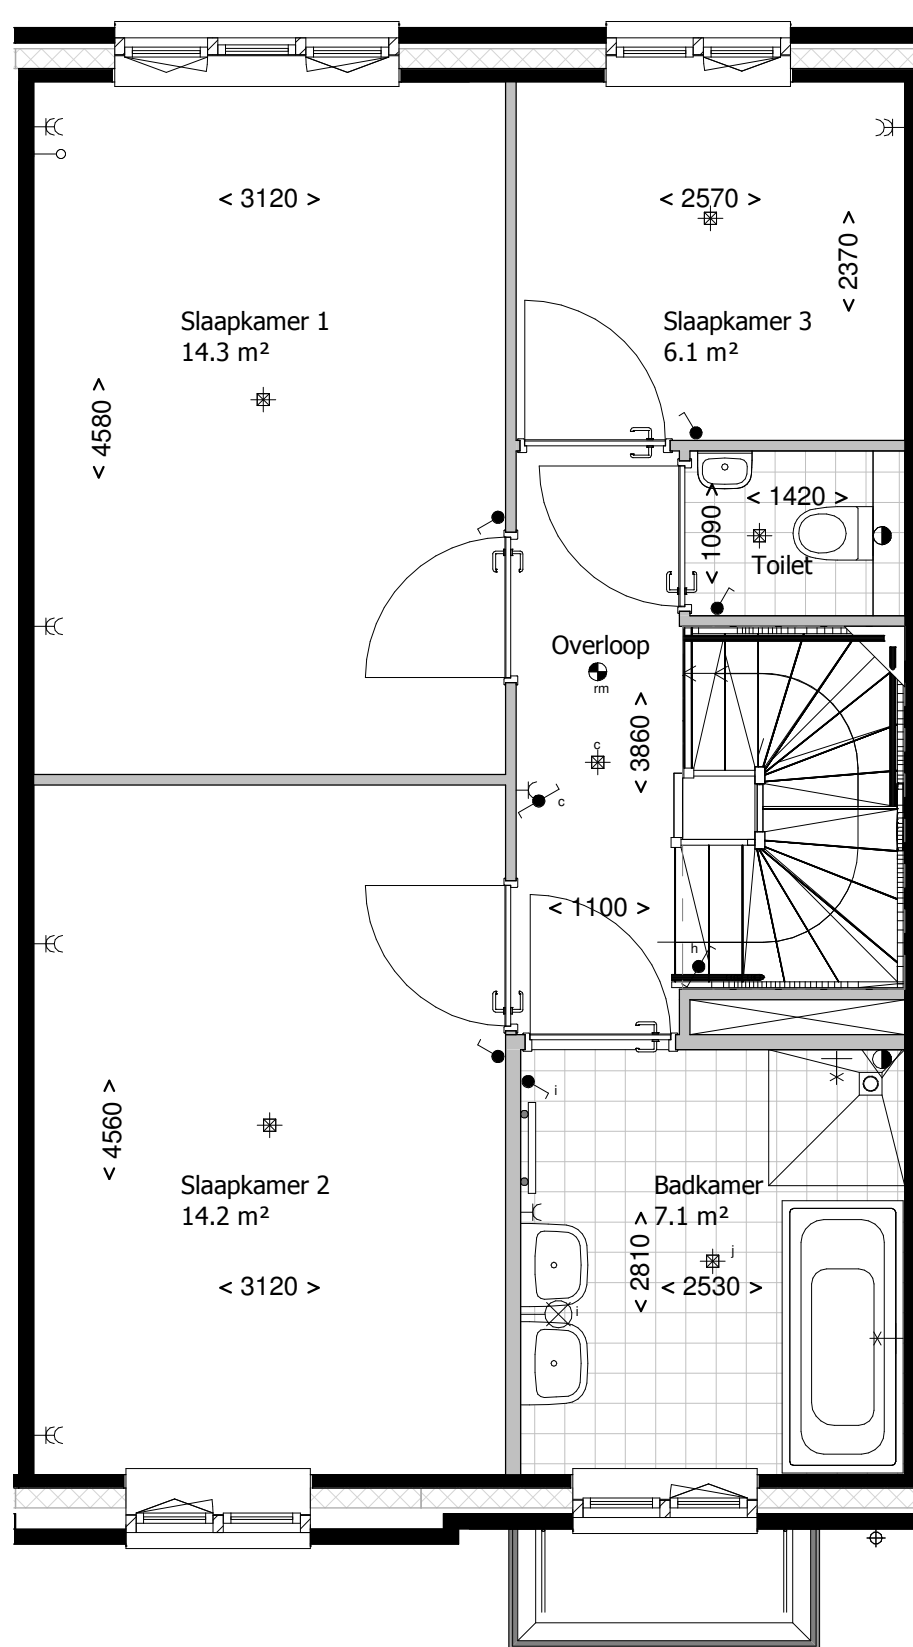 < 3120 >
< 2570 >
< 2370 >
Slaapkamer 1
14.3 m²
Slaapkamer 3
6.1 m²
< 4580 >
< 1420 >
< 1090 >
Toilet
Overloop
rm
< 3860 >
c
c
< 1100 >
h
i
< 4560 >
Slaapkamer 2
14.2 m²
Badkamer
7.1 m²
< 2810 >
j
< 3120 >
< 2530 >
i